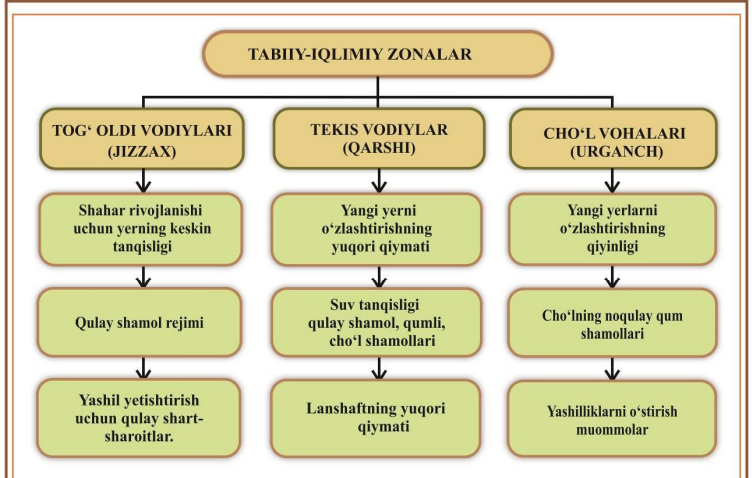 TABIIY-IQLIMIY ZONALAR
TOG‘ OLDI VODIYLARI
(JIZZAX)
Shahar rivojlanishi
uchun yerning keskin
tanqisligi
Qulay shamol rejimi
Yashil yetishtirish
uchun qulay shart-
sharoitlar.
TEKIS VODIYLAR
(QARSHI)
Yangi yerni
o‘zlashtirishning
yuqori qiymati
Suv tanqisligi
qulay shamol, qumli,
cho‘l shamollari
Lanshaftning yuqori
qiymati
CHO‘L VOHALARI
(URGANCH)
Yangi yerlarni
o‘zlashtirishning
qiyinligi
Cho‘lning noqulay qum
shamollari
Yashilliklarni o‘stirish
muommolar